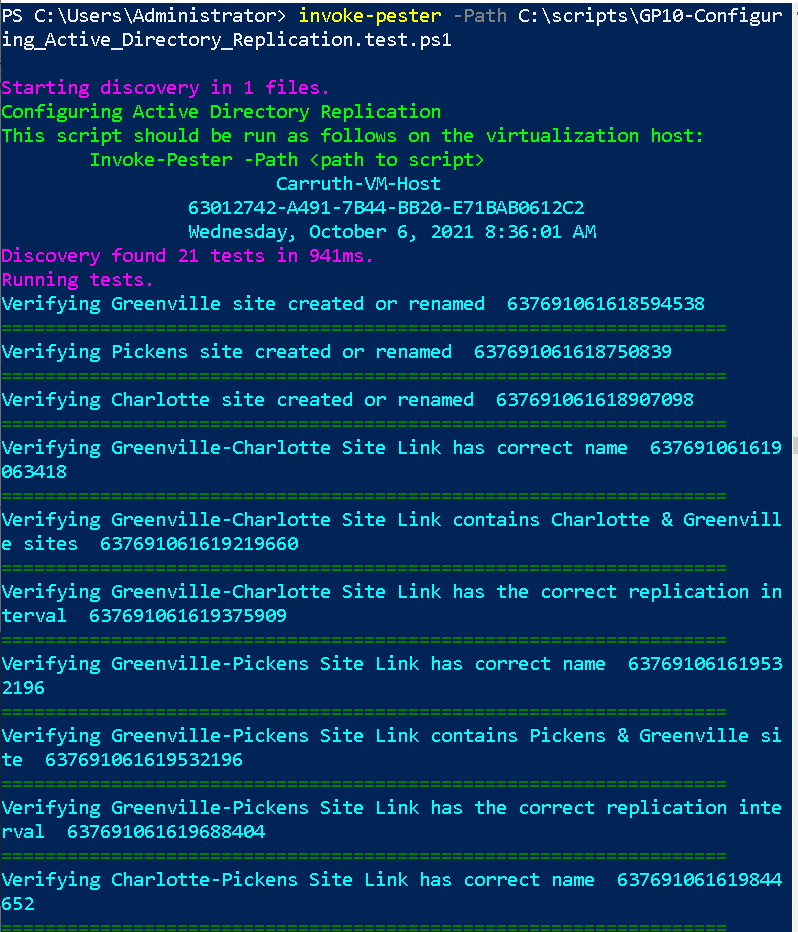 PS C:\Users\Administrator> invoke-pester -Path C:\scripts\GP10-Configur
ing_Active_Directory_Replication.test.ps1
Starting discovery in 1 files.
Configuring Active Directory Replication
This script should be run as follows on the virtualization host:
Invoke-Pester -Path <path to script>
Carruth-VM-Host
63012742-A491-7B44-BB20-E71BAB0612C2
Wednesday, October 6, 2021 8:36:01 AM
Discovery found 21 tests in 941ms.
Running tests.
Verifying Greenville site created or renamed  637691061618594538
==================================================================
Verifying Pickens site created or renamed  637691061618750839
==================================================================
Verifying Charlotte site created or renamed  637691061618907098
==================================================================
Verifying Greenville-Charlotte Site Link has correct name  637691061619
063418
==================================================================
Verifying Greenville-Charlotte Site Link contains Charlotte & Greenvill
e sites  637691061619219660
==================================================================
Verifying Greenville-Charlotte Site Link has the correct replication in
terval  637691061619375909
==================================================================
Verifying Greenville-Pickens Site Link has correct name  63769106161953
2196
==================================================================
Verifying Greenville-Pickens Site Link contains Pickens & Greenville si
te  637691061619532196
==================================================================
Verifying Greenville-Pickens Site Link has the correct replication inte
rval  637691061619688404
==================================================================
Verifying Charlotte-Pickens Site Link has correct name  637691061619844
652
==================================================================